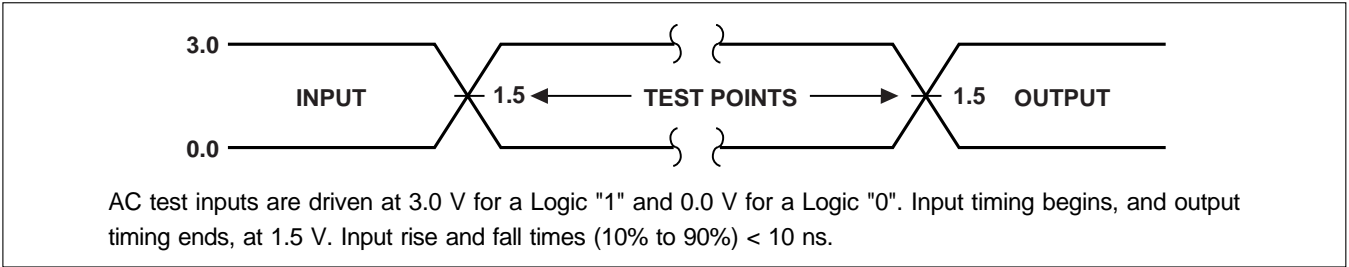 3.0
INPUT 1.5 TEST POINTS 1.5 OUTPUT
0.0
AC test inputs are driven at 3.0 V for a Logic "1" and 0.0 V for a Logic "0". Input timing begins, and output
timing ends, at 1.5 V. Input rise and fall times (10% to 90%) < 10 ns.